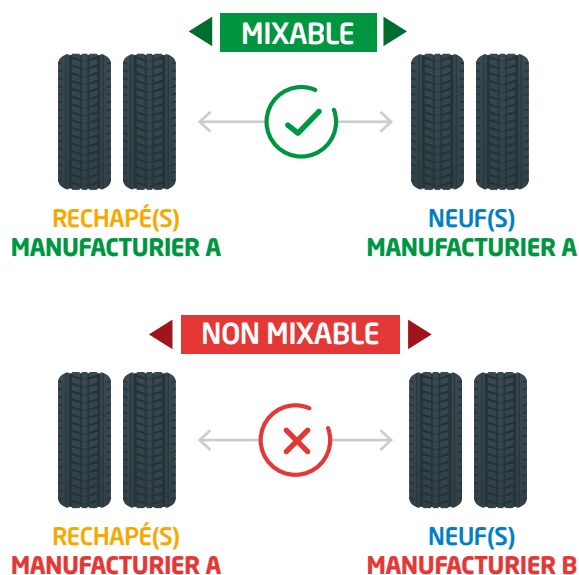 MIXABLE
RECHAPÉ(S)
MANUFACTURIER A
NEUF(S)
MANUFACTURIER A
NON MIXABLE
RECHAPÉ(S)
MANUFACTURIER A
NEUF(S)
MANUFACTURIER B